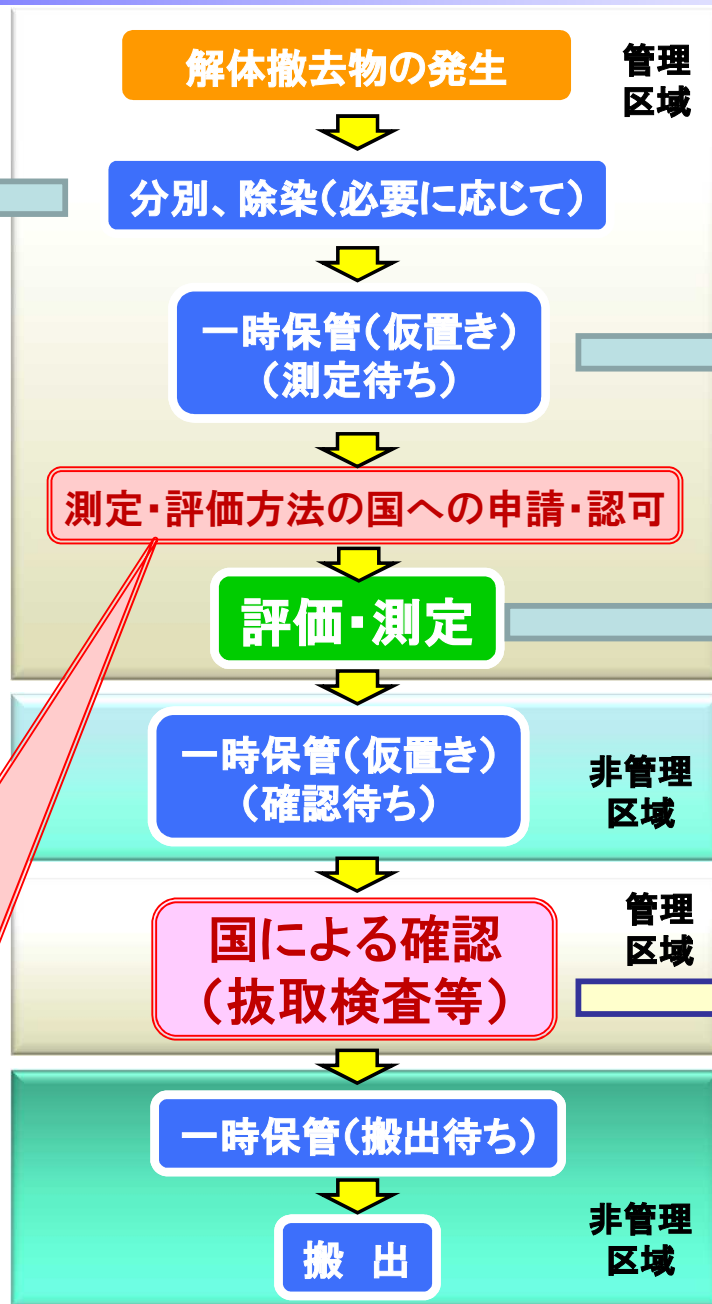 解体撤去物の発生
管理
区域
分別、除染(必要に応じて)
一時保管(仮置き)
(測定待ち)
測定・評価方法の国への申請・認可
評価・測定
一時保管(仮置き)
(確認待ち)
非管理
区域
管理
区域
国による確認
(抜取検査等)
一時保管(搬出待ち)
搬 出
非管理
区域